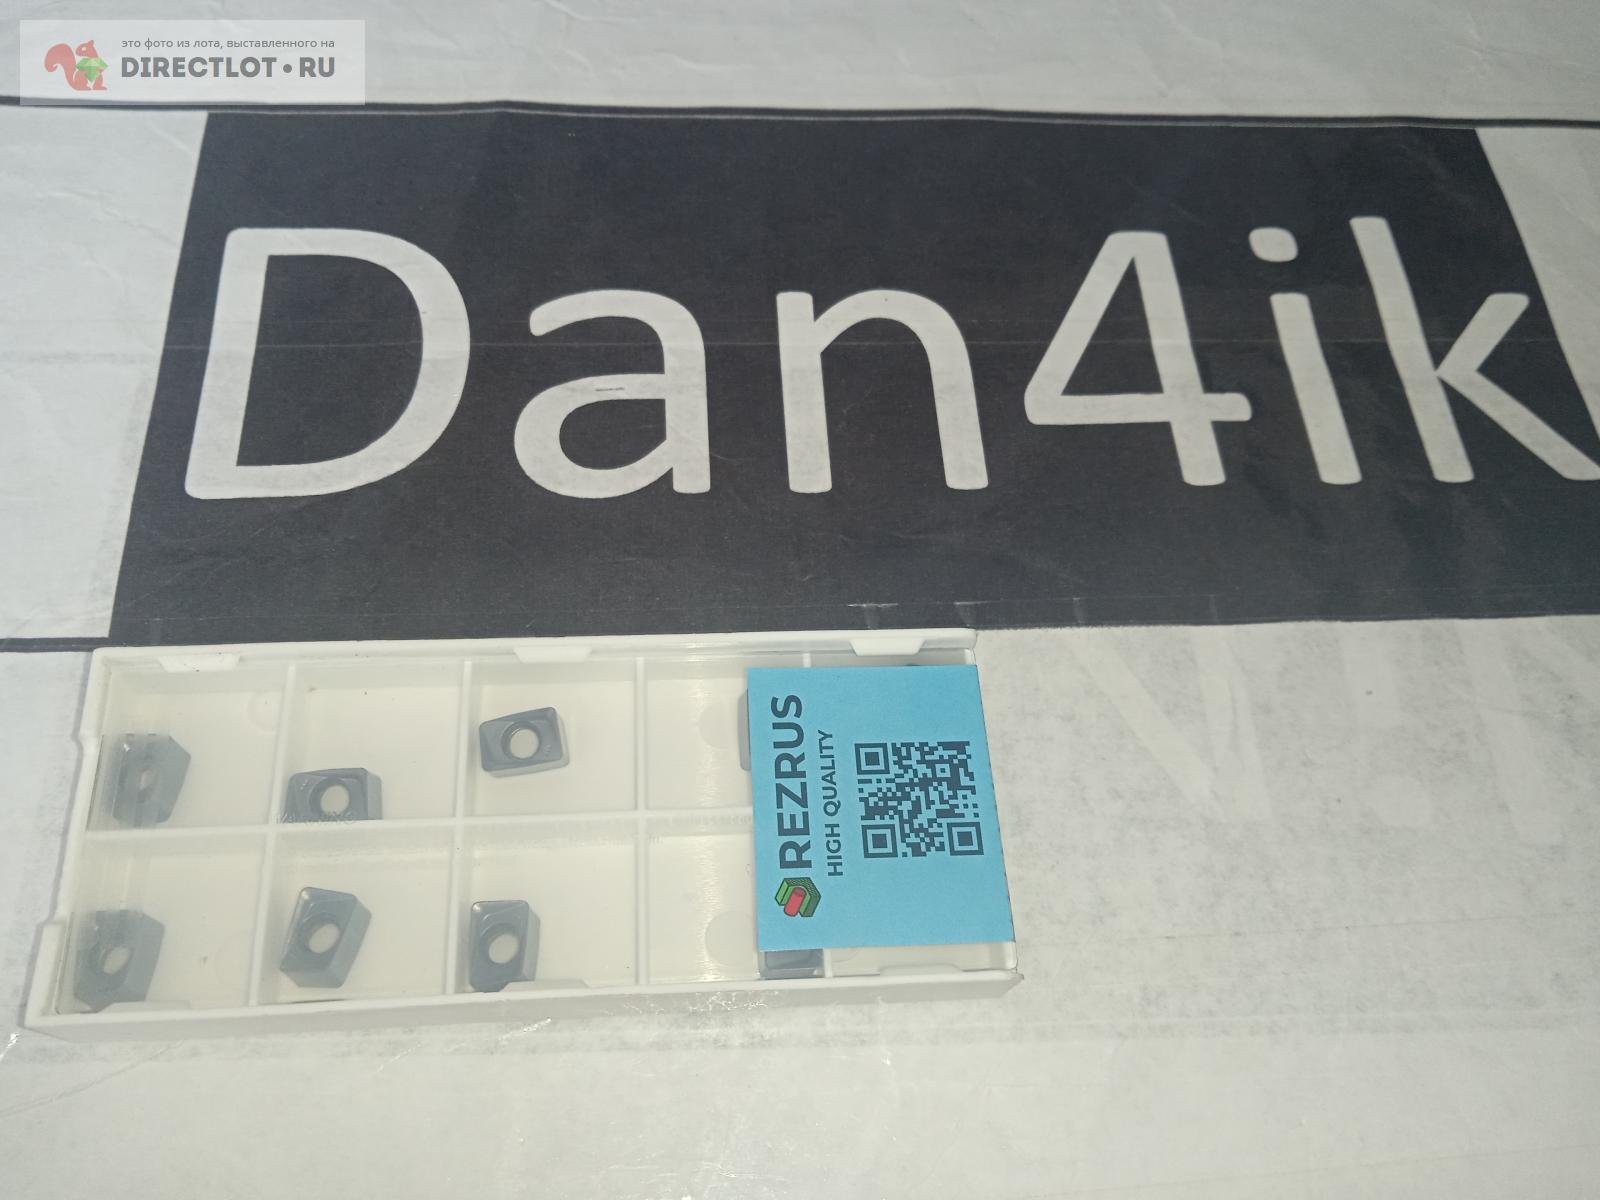 это фото из лота, выставленного на
DIRECTLOT•RU
Dan4ik
REZRUS
HIGH QUALITY